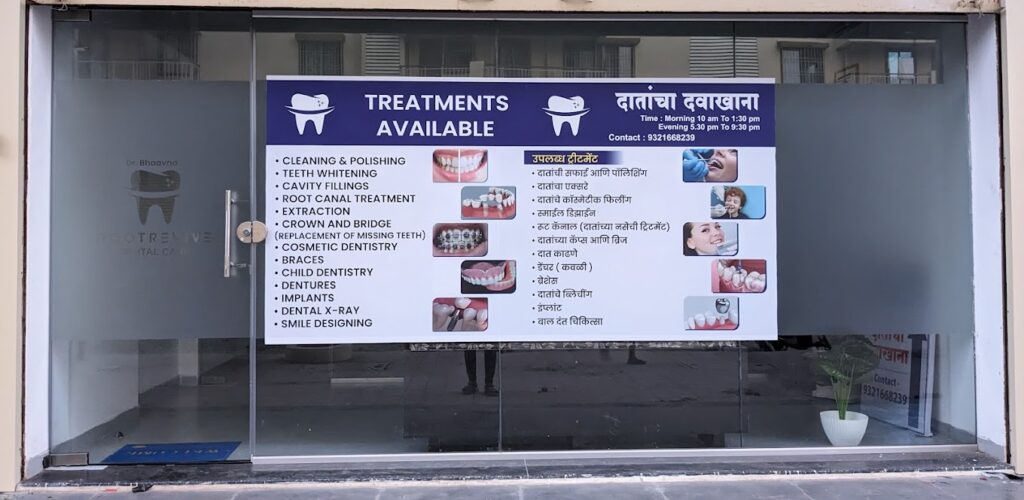 TREATMENTS
AVAILABLE
दातांचा दवाखाना
Time : Morning 10 am To 1:30 pm
Evening 5.30 pm To 9:30 pm
Contact : 9321668239
• CLEANING & POLISHING
• TEETH WHITENING
• CAVITY FILLINGS
• ROOT CANAL TREATMENT
• EXTRACTION
• CROWN AND BRIDGE
(REPLACEMENT OF MISSING TEETH)
• COSMETIC DENTISTRY
• BRACES
• CHILD DENTISTRY
• DENTURES
• IMPLANTS
• DENTAL X-RAY
• SMILE DESIGNING
उपलब्ध ट्रीटमेंट
• दातांची सफाई आणि पॉलिशिंग
• दातांचा एक्सरे
• दातांचे कॉस्मेटीक फिलींग
• स्माईल डिझाईन
• रूट कॅनाल (दातांच्या नसेची ट्रिटमेंट)
• दातांच्या कॅप्स आणि ब्रिज
• दात काढणे
• डेंचर ( कवळी )
• ब्रेशेस
• दातांचे ब्लिचींग
• इंप्लांट
• बाल दंत चिकित्सा
Dr. Bhaavna
DENTAL CARE
दातांचा
दवाखाना
Contact -
9321668239